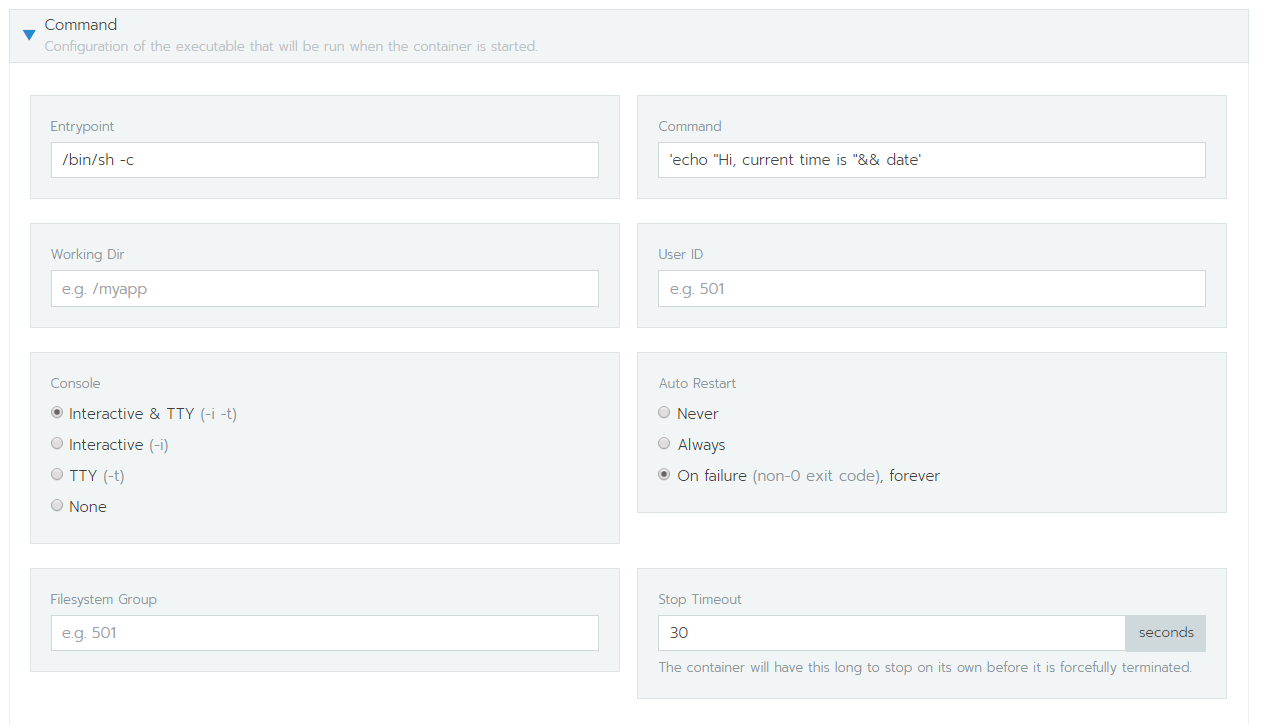 Command
Configuration of the executable that will be run when the container is started.
Entrypoint
Command
/bin/sh -c
'echo "Hi, current time is "&& date'
Working Dir
User ID
e.g. /myapp
e.g. 501
Console
Auto Restart
Interactive & TTY (-i -t)
Never
Interactive (-i)
Always
TTY (-t)
On failure (non-0 exit code), forever
None
Filesystem Group
Stop Timeout
e.g. 501
30 seconds
The container will have this long to stop on its own before it is forcefully terminated.